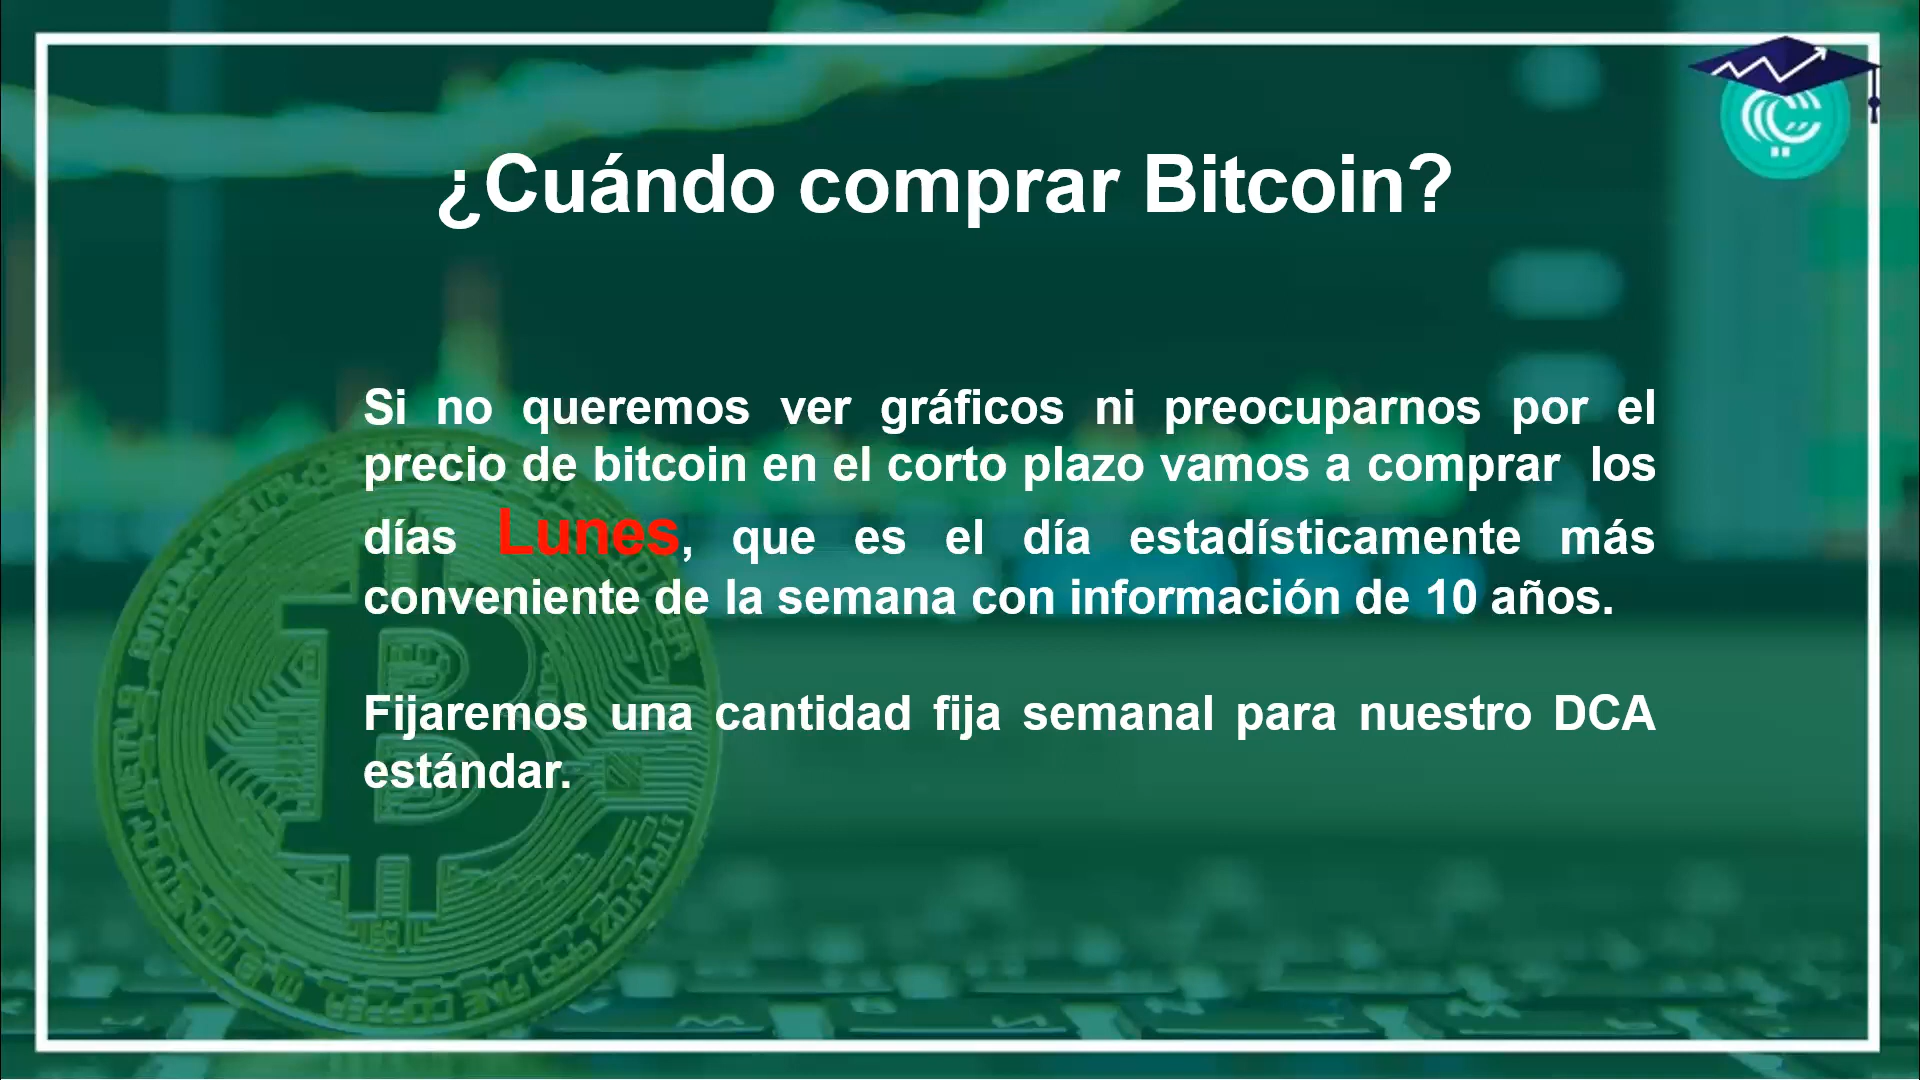 ¿Cuándo comprar Bitcoin?
Si no queremos ver gráficos ni preocuparnos por el
precio de bitcoin en el corto plazo vamos a comprar los
días Lunes, que es el día estadísticamente más
conveniente de la semana con información de 10 años.
Fijaremos una cantidad fija semanal para nuestro DCA
estándar.